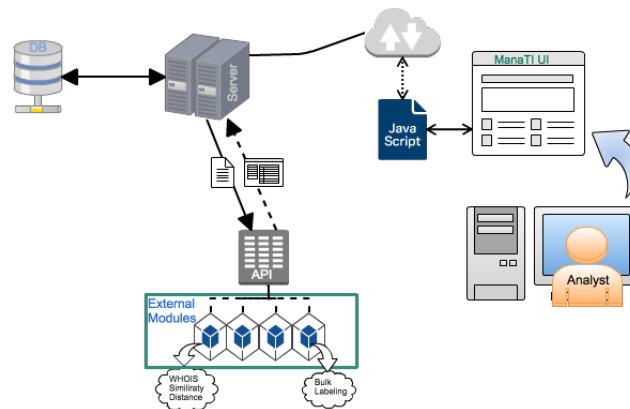 DB
Server
ManaTI UI
Java
Script
API
Analyst
External
Modules
WHOIS
Similiraty
Distance
Bulk
Labeling